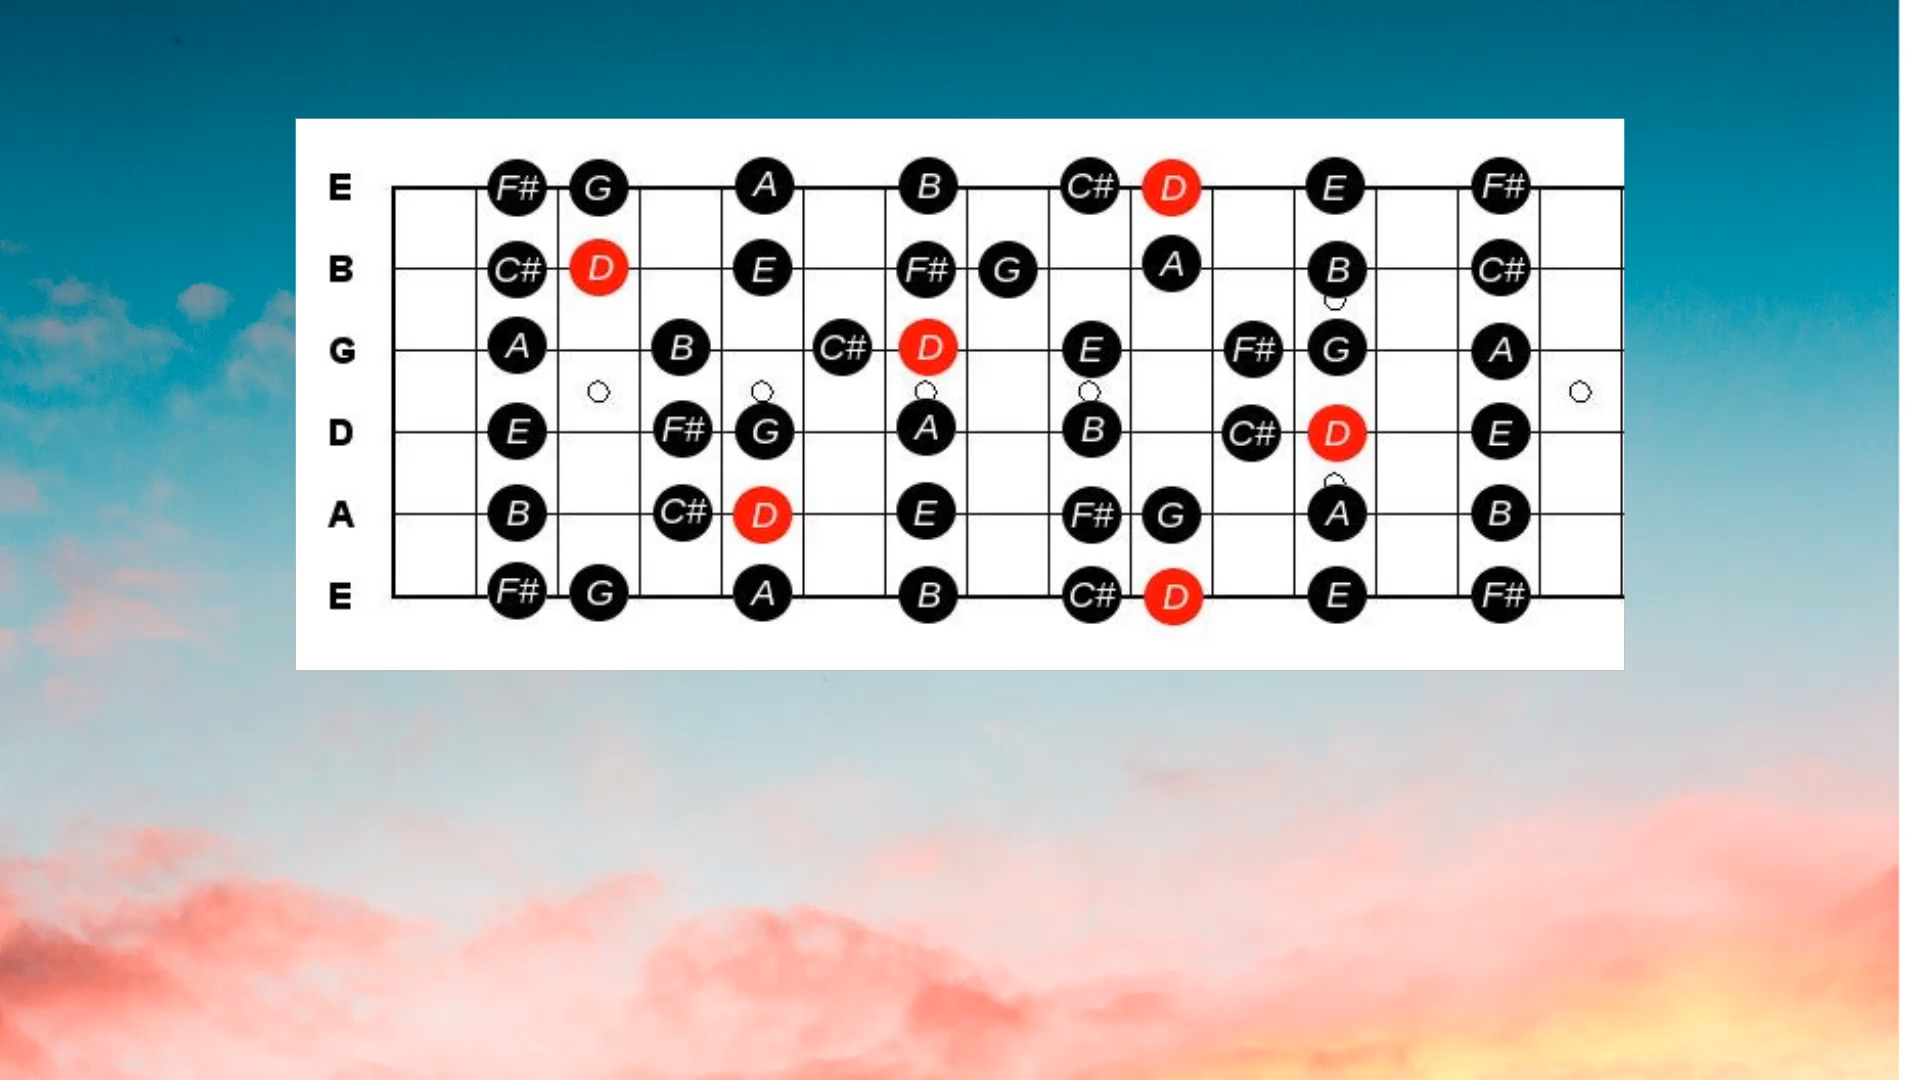 E F# G A B C# D E F#
B C# D E F# G A B C#
G A B C# D E F# G A
D E F# G A B C# D E
A B C# D E F# G A B
E F# G A B C# D E F#